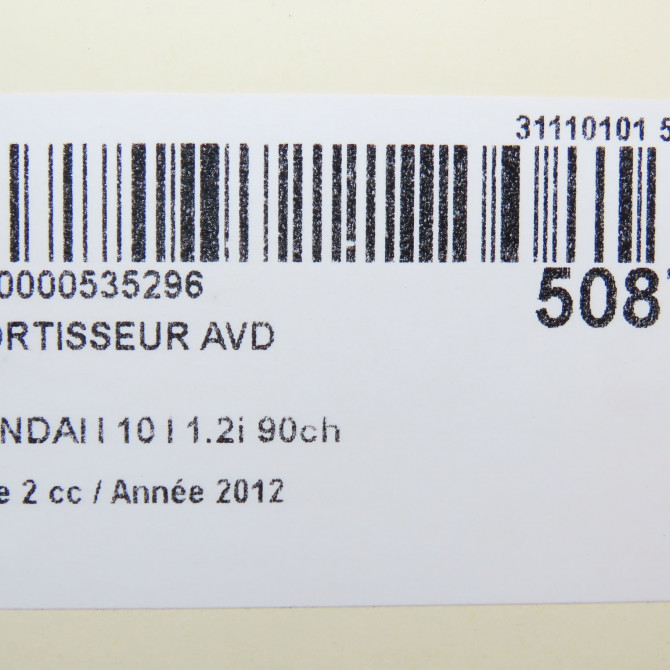 31110101 5
0000535296
508
ORTISSEUR AVD
NDAI I 10 I 1.2i 90ch
e 2 cc / Année 2012